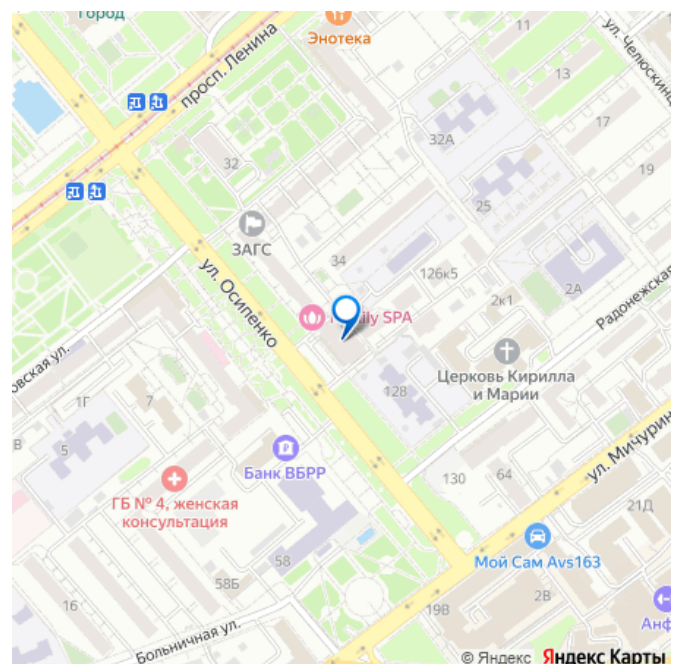 Город
Энотека
просп. Ленина
ул. Челюскинц
11
13
17
19
32А
32
25
ЗАГС
34
126к5
2А
2к1
Радонежская
ул. Осипенко
ily SPA
Церковь Кирилла
и Марии
128
овская ул.
1Г
7
5
В
Банк ВБРР
ГБ № 4, женская
консультация
130
64
ул. Мичурин
21Д
Мой Сам Avs163
58
58Б
16
19В
2В
Анф
Больничная ул.
© Яндекс Яндекс Карты